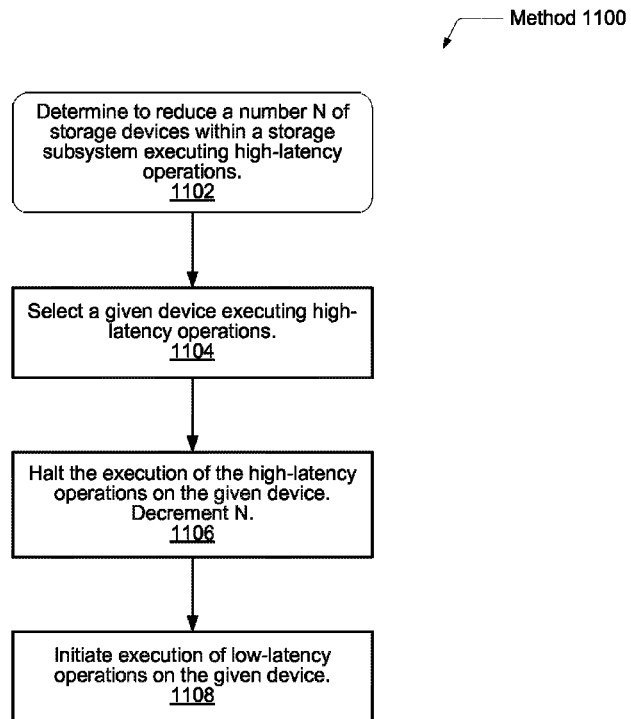 Method 1100
Determine to reduce a number N of
storage devices within a storage
subsystem executing high-latency
operations.
1102
Select a given device executing high-
latency operations.
1104
Halt the execution of the high-latency
operations on the given device.
Decrement N.
1106
Initiate execution of low-latency
operations on the given device.
1108